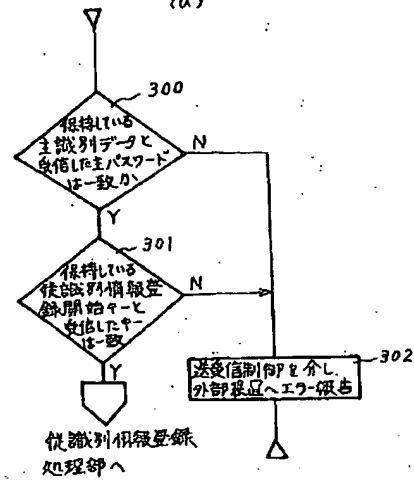 (a)
300
保持している
主識別データと
受信した主パスワード
は一致か
N
Y
301
保持している
従識別情報登
録開始キーと
受信したキー
は一致
N
Y
302
送受信制御を介し、
外部装置へエラー報告
従識別情報登録
処理部へ